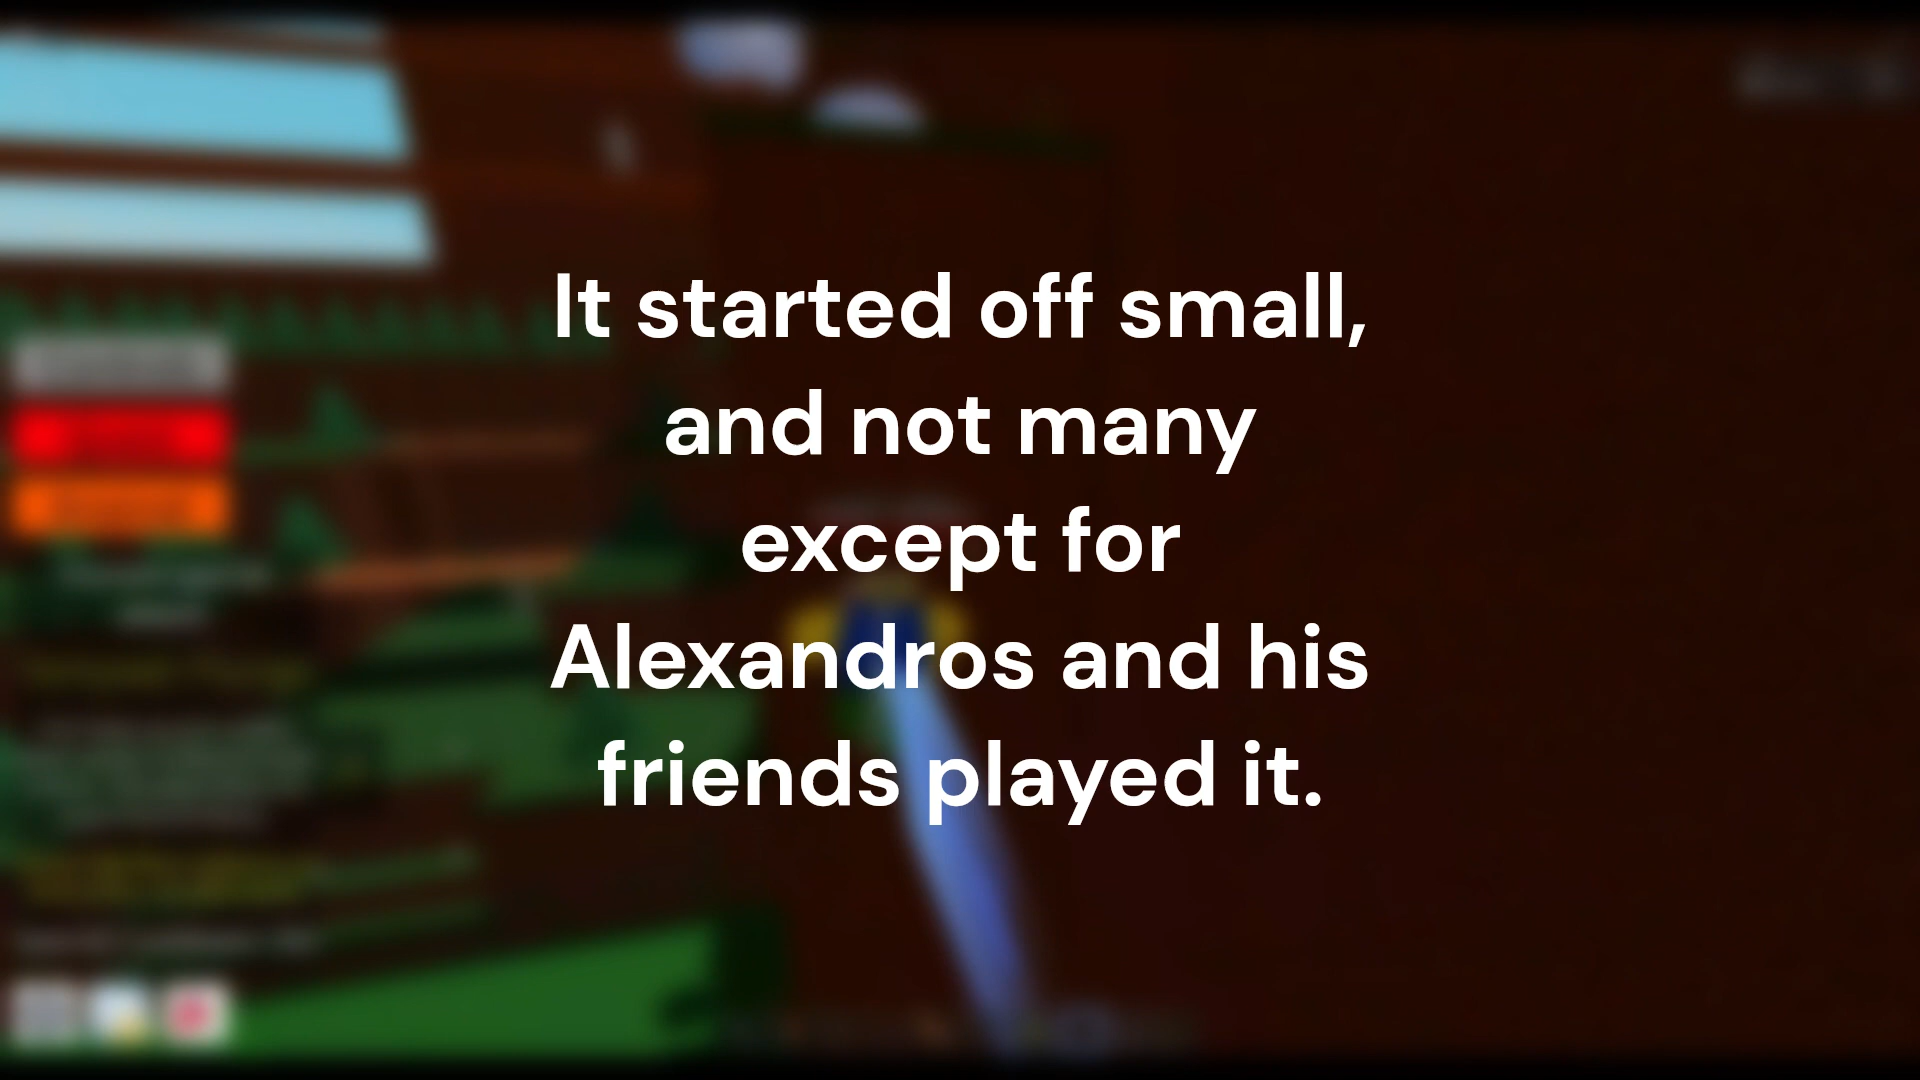 It started off small,
and not many
except for
Alexandros and his
friends played it.